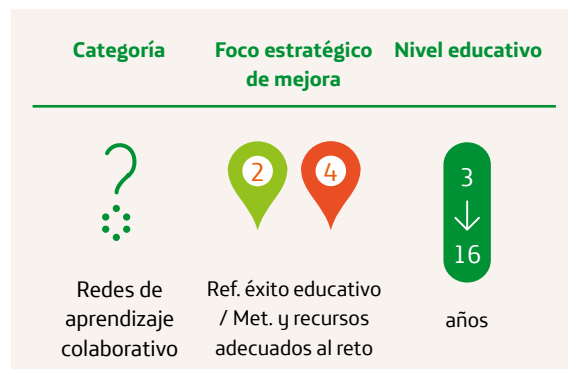 Categoría
Foco estratégico
de mejora
Nivel educativo
2
4
3
16
Redes de
aprendizaje
colaborativo
Ref. éxito educativo
/ Met. y recursos
adecuados al reto
años